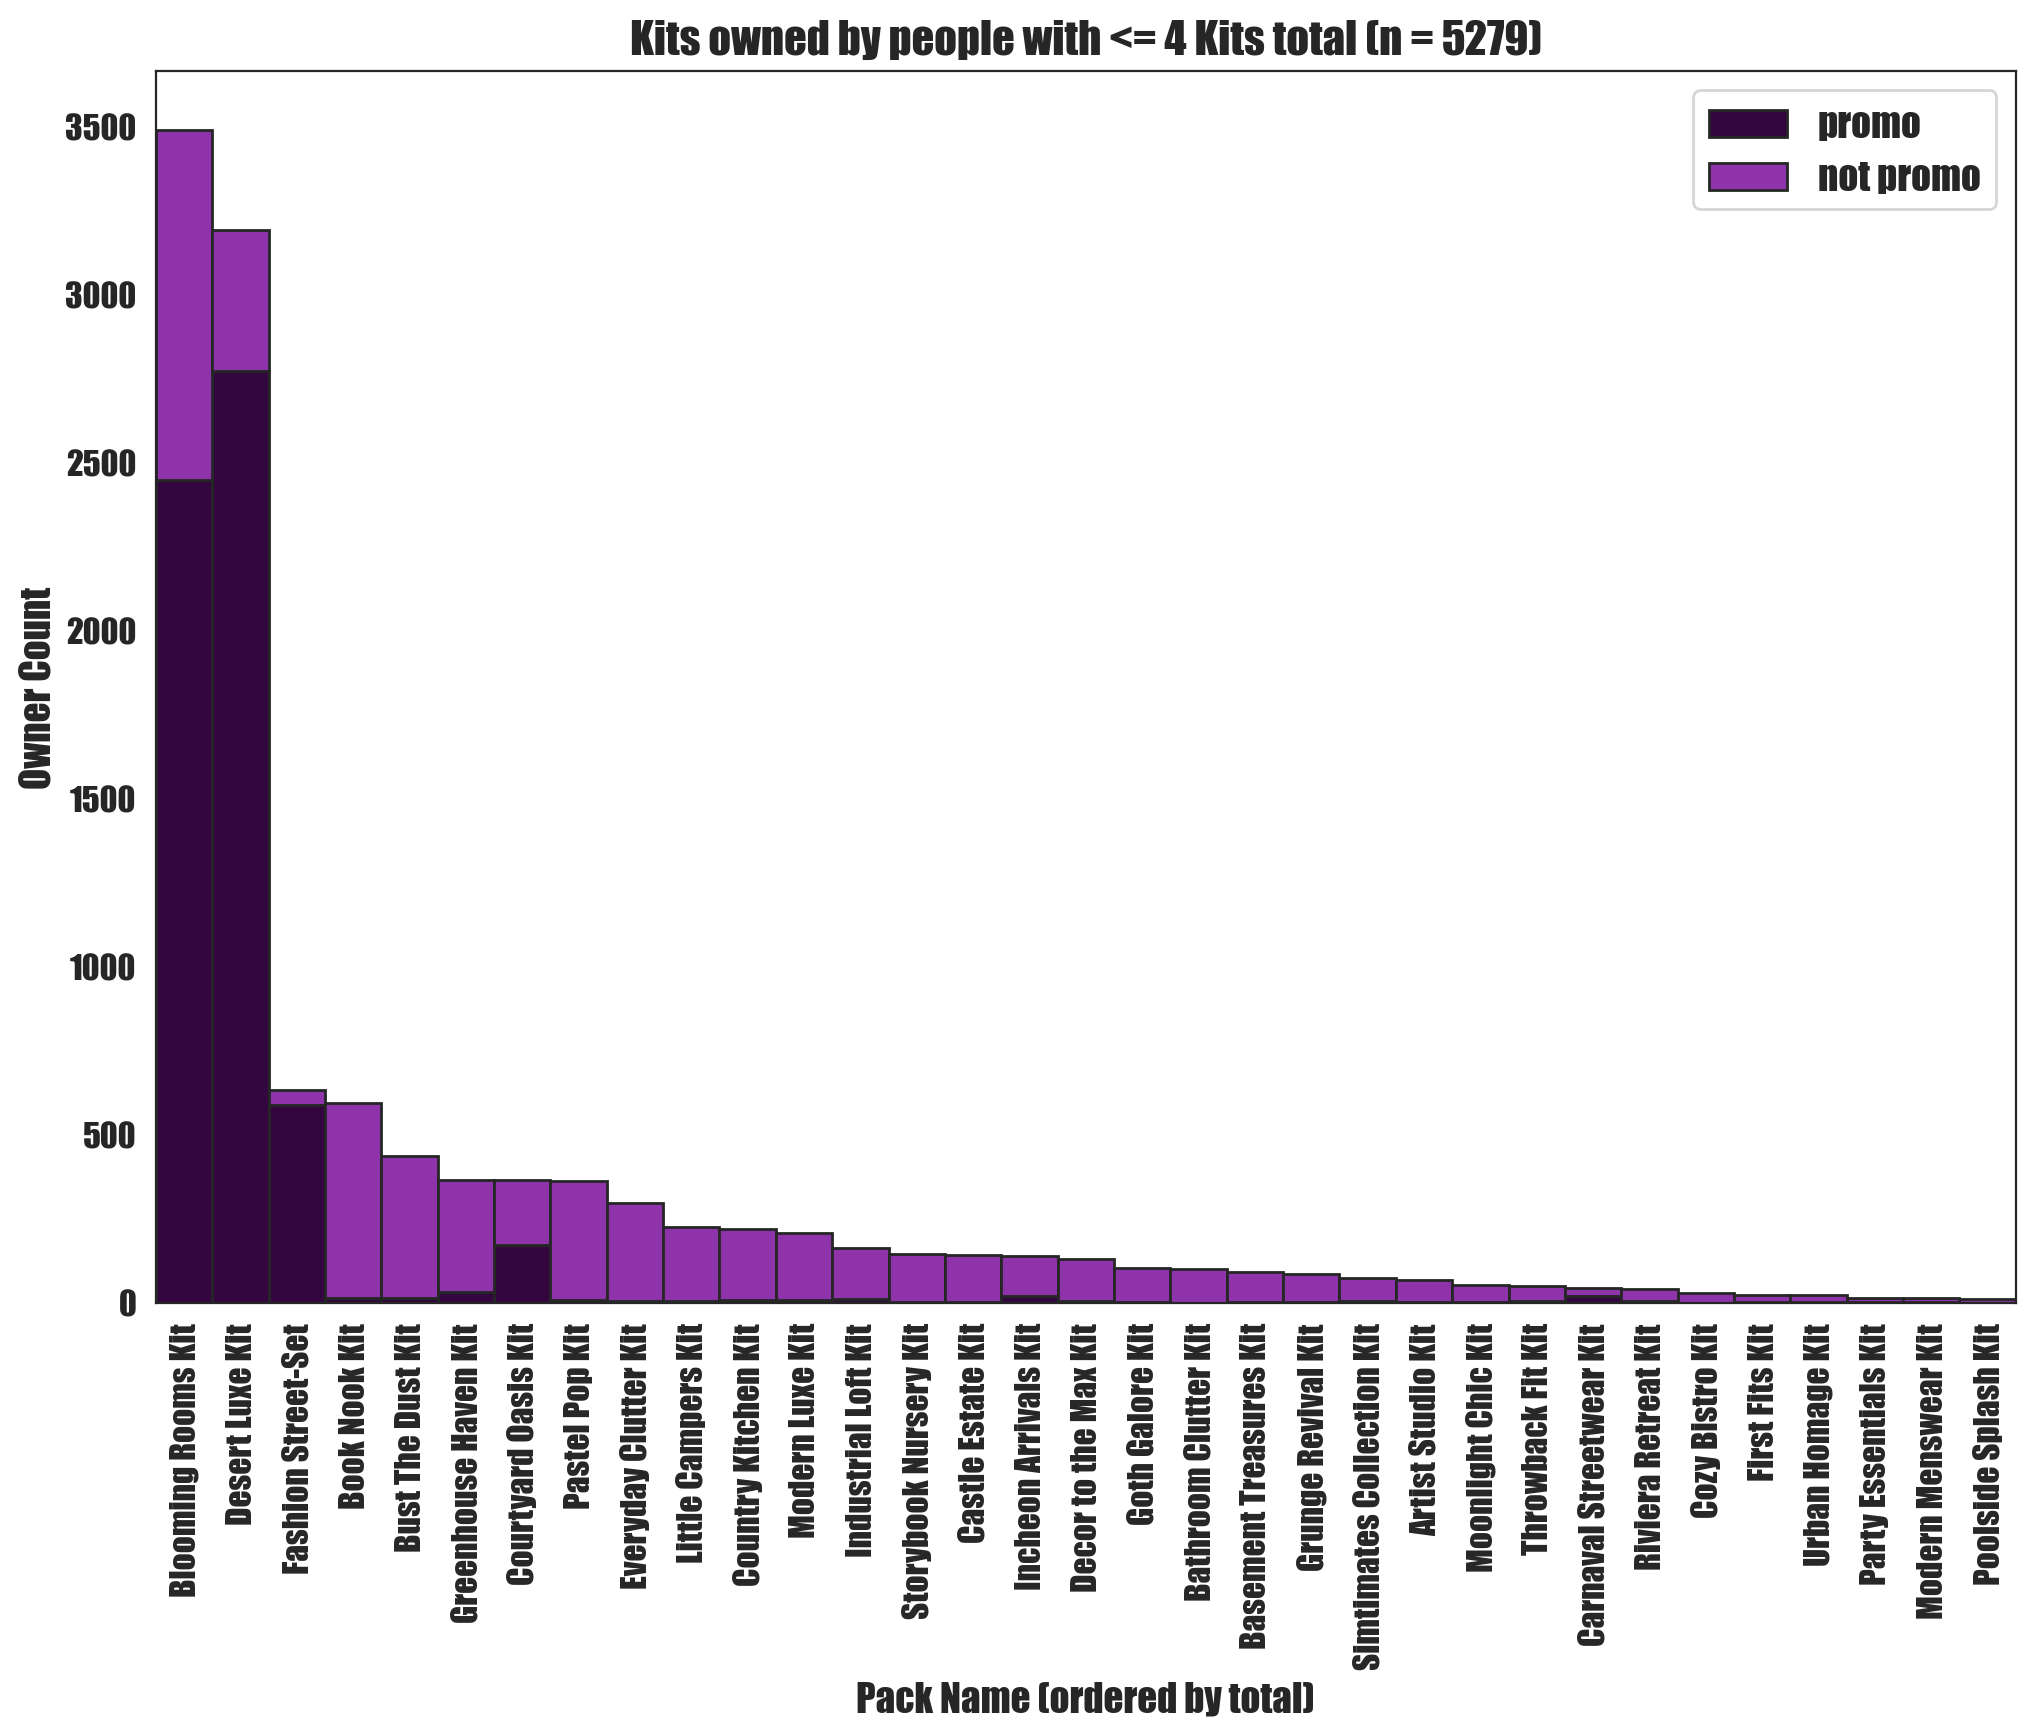 Kits owned by people with <= 4 Kits total (n = 5279)
promo
not promo
Owner Count
3500
3000
2500
2000
1500
1000
500
0
Blooming Rooms Kit
Desert Luxe Kit
Fashion Street-Set
Book Nook Kit
Bust The Dust Kit
Greenhouse Haven Kit
Courtyard Oasis Kit
Pastel Pop Kit
Everyday Clutter Kit
Little Campers Kit
Country Kitchen Kit
Modern Luxe Kit
Industrial Loft Kit
Storybook Nursery Kit
Castle Estate Kit
Incheon Arrivals Kit
Decor to the Max Kit
Goth Galore Kit
Bathroom Clutter Kit
Basement Treasures Kit
Grunge Revival Kit
Simtimates Collection Kit
Artist Studio Kit
Moonlight Chic Kit
Throwback Fit Kit
Carnaval Streetwear Kit
Riviera Retreat Kit
Cozy Bistro Kit
First Fits Kit
Urban Homage Kit
Party Essentials Kit
Modern Menswear Kit
Poolside Splash Kit
Pack Name (ordered by total)